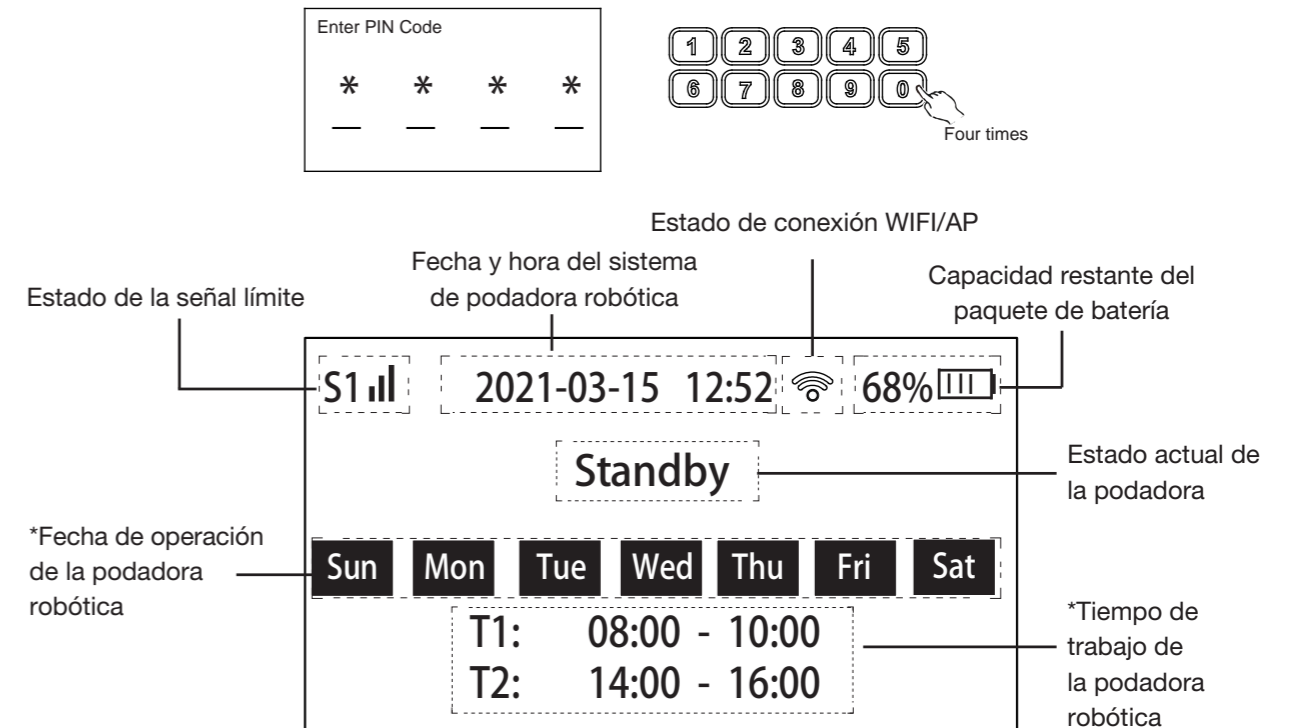 Enter PIN Code
* * * *
1 2 3 4 5
6 7 8 9 0
Four times
Estado de conexión WIFI/AP
Fecha y hora del sistema
de podadora robótica
Capacidad restante del
paquete de batería
Estado de la señal límite
S1 2021-03-15 12:52 68%
Standby
Estado actual de
la podadora
*Fecha de operación
de la podadora
robótica
Sun Mon Tue Wed Thu Fri Sat
T1: 08:00 - 10:00
T2: 14:00 - 16:00
*Tiempo de
trabajo de
la podadora
robótica